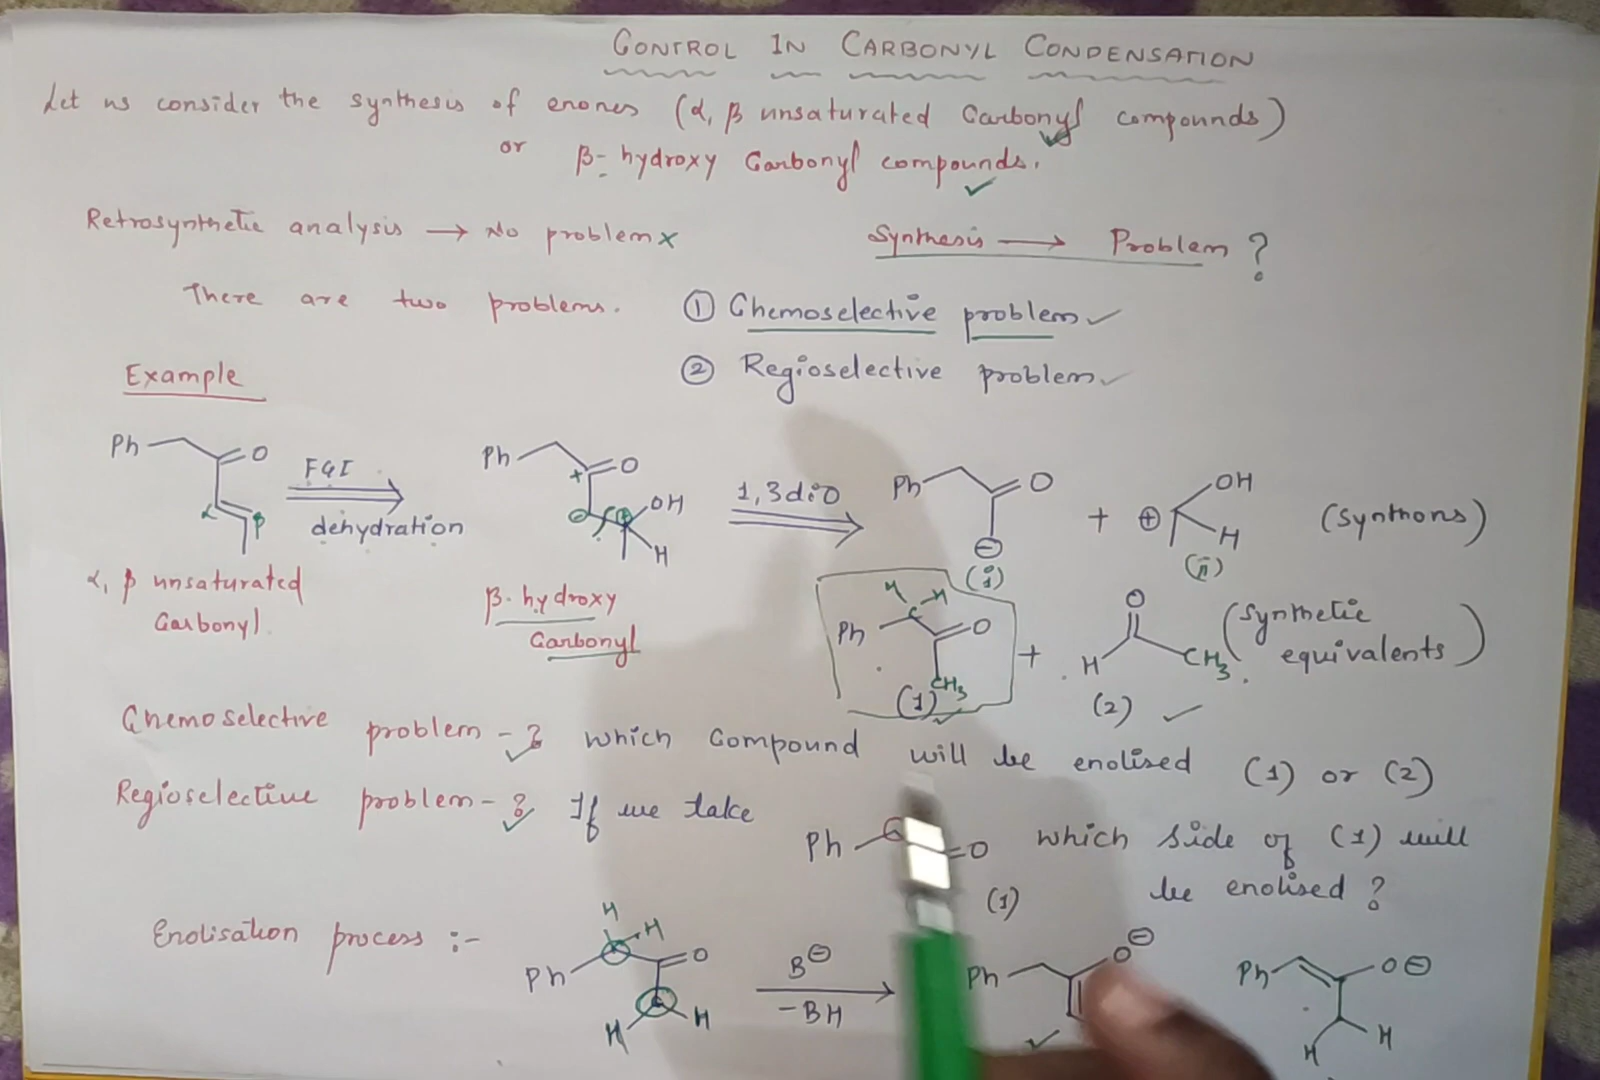 CONTROL IN CARBONYL CONDENSATION
Let us consider the synthesis of enones (α, β unsaturated Carbonyl compounds)
or β- hydroxy Carbonyl compounds.
Retrosynthetic analysis → No problem x Synthesis → Problem ?
There are two problems. ① Chemoselective problem ✓
② Regioselective problem ✓
Example
Ph O FGI dehydration Ph O OH H 1,3 diO Ph O ⊖ + ⊕ OH H (Synthons)
α β + ⊖ ⊕ (i) (ii)
α, β unsaturated Carbonyl
β- hydroxy Carbonyl
Ph C H H O CH3 (1) + O H CH3 (2) ✓ (Synthetic equivalents)
Chemoselective problem - ? which Compound will be enolised (1) or (2)
Regioselective problem - ? If we take Ph O (1) which side of (1) will be enolised ?
Enolisation process :- Ph H H O H H B⊖ -BH Ph O⊖ Ph O⊖ H H